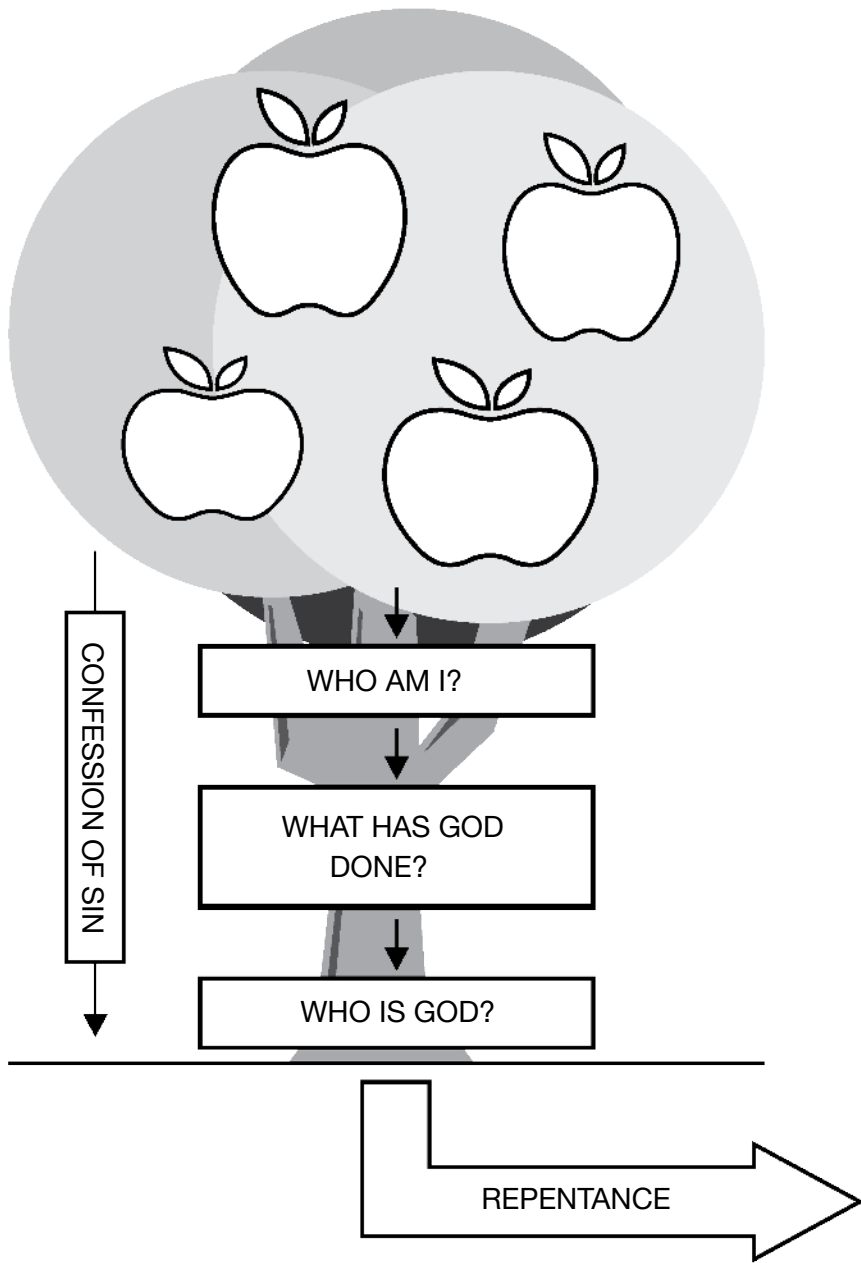 CONFESSION OF SIN
WHO AM I?
WHAT HAS GOD
DONE?
WHO IS GOD?
REPENTANCE